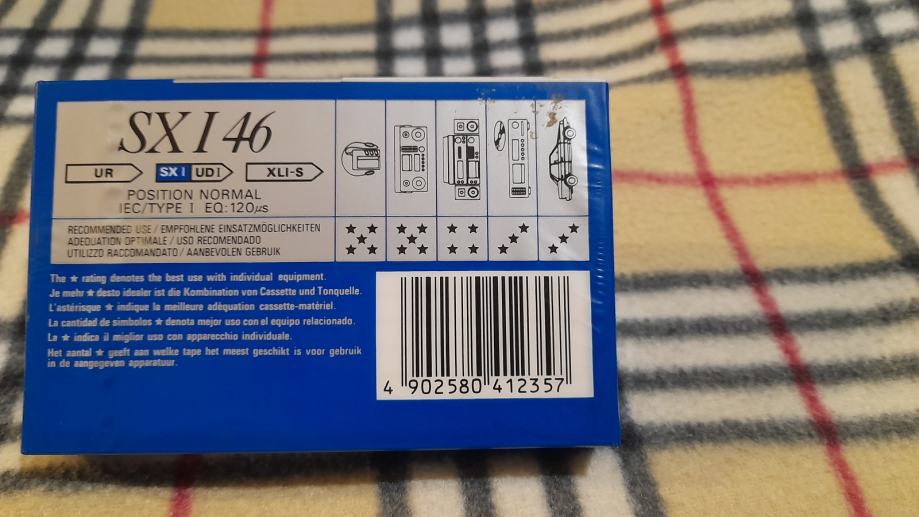 SX I 46
UR SX I UD I XLI-S
POSITION NORMAL
IEC/TYPE I EQ:120μs
RECOMMENDED USE / EMPFOHLENE EINSATZMÖGLICHKEITEN
ADEQUATION OPTIMALE / USO RECOMENDADO
UTILIZZO RACCOMANDATO / AANBEVOLEN GEBRUIK
The ★ rating denotes the best use with individual equipment.
Je mehr ★ desto idealer ist die Kombination von Cassette und Tonquelle.
L'astérisque ★ indique la meilleure adéquation cassette-matériel.
La cantidad de simbolos ★ denota mejor uso con el equipo relacionado.
La ★ indica il miglior uso con apparecchio individuale.
Het aantal ★ geeft aan welke tape het meest geschikt is voor gebruik
in de aangegeven apparatuur.
4 902580 412357